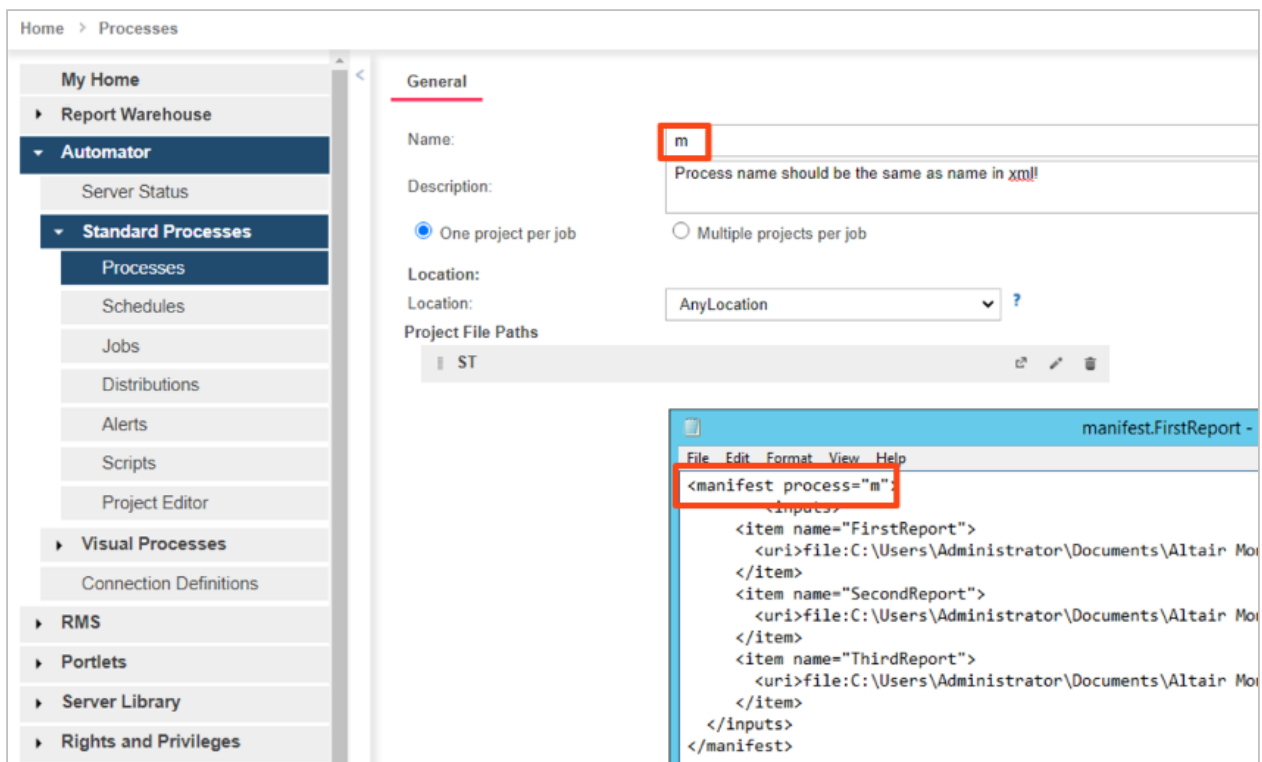 Home > Processes
My Home
Report Warehouse
Automator
Server Status
Standard Processes
Processes
Schedules
Jobs
Distributions
Alerts
Scripts
Project Editor
Visual Processes
Connection Definitions
RMS
Portlets
Server Library
Rights and Privileges
<
General
Name: m
Description: Process name should be the same as name in xml!
One project per job Multiple projects per job
Location:
Location: AnyLocation ?
Project File Paths
ST
manifest.FirstReport -
File Edit Format View Help
<manifest process="m">
<inputs>
<item name="FirstReport">
<uri>file:C:\Users\Administrator\Documents\Altair Mo
</item>
<item name="SecondReport">
<uri>file:C:\Users\Administrator\Documents\Altair Mo
</item>
<item name="ThirdReport">
<uri>file:C:\Users\Administrator\Documents\Altair Mo
</item>
</inputs>
</manifest>